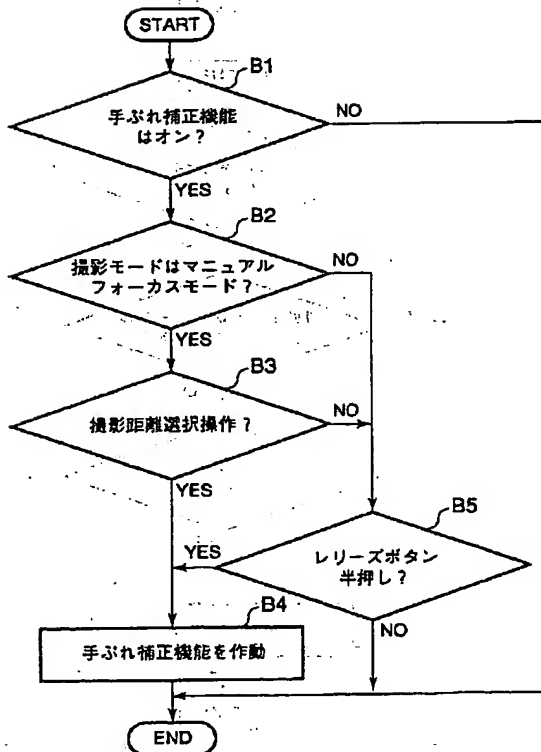 START
B1
手ぶれ補正機能
はオン？
NO
YES
B2
撮影モードはマニュアル
フォーカスモード？
NO
YES
B3
撮影距離選択操作？
NO
YES
B5
レリーズボタン
半押し？
YES
NO
B4
手ぶれ補正機能を作動
END